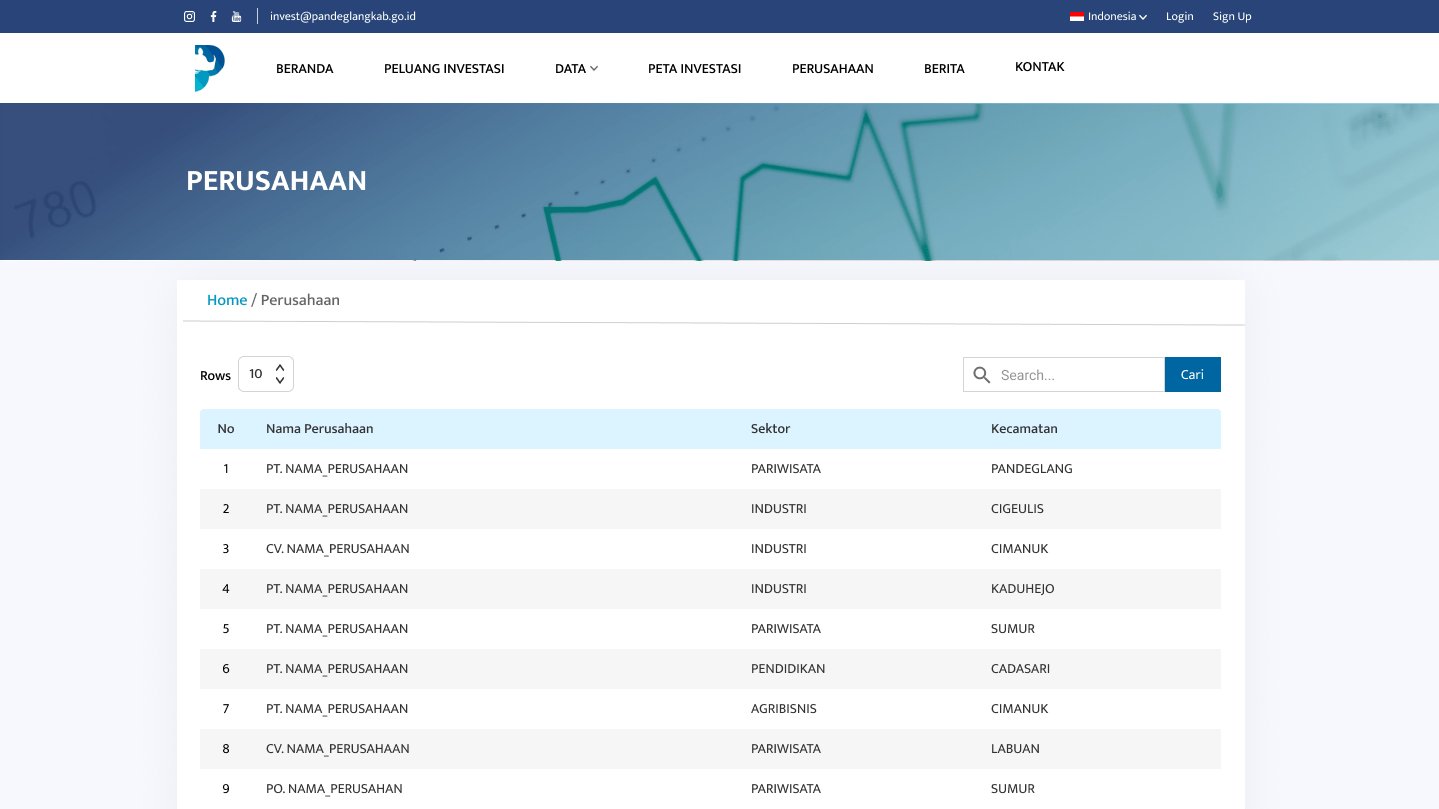 invest@pandeglangkab.go.id Indonesia Login Sign Up
BERANDA PELUANG INVESTASI DATA PETA INVESTASI PERUSAHAAN BERITA KONTAK
780
PERUSAHAAN
Home / Perusahaan
Rows 10 Search... Cari
No Nama Perusahaan Sektor Kecamatan
1 PT. NAMA_PERUSAHAAN PARIWISATA PANDEGLANG
2 PT. NAMA_PERUSAHAAN INDUSTRI CIGEULIS
3 CV. NAMA_PERUSAHAAN INDUSTRI CIMANUK
4 PT. NAMA_PERUSAHAAN INDUSTRI KADUHEJO
5 PT. NAMA_PERUSAHAAN PARIWISATA SUMUR
6 PT. NAMA_PERUSAHAAN PENDIDIKAN CADASARI
7 PT. NAMA_PERUSAHAAN AGRIBISNIS CIMANUK
8 CV. NAMA_PERUSAHAAN PARIWISATA LABUAN
9 PO. NAMA_PERUSAHAN PARIWISATA SUMUR